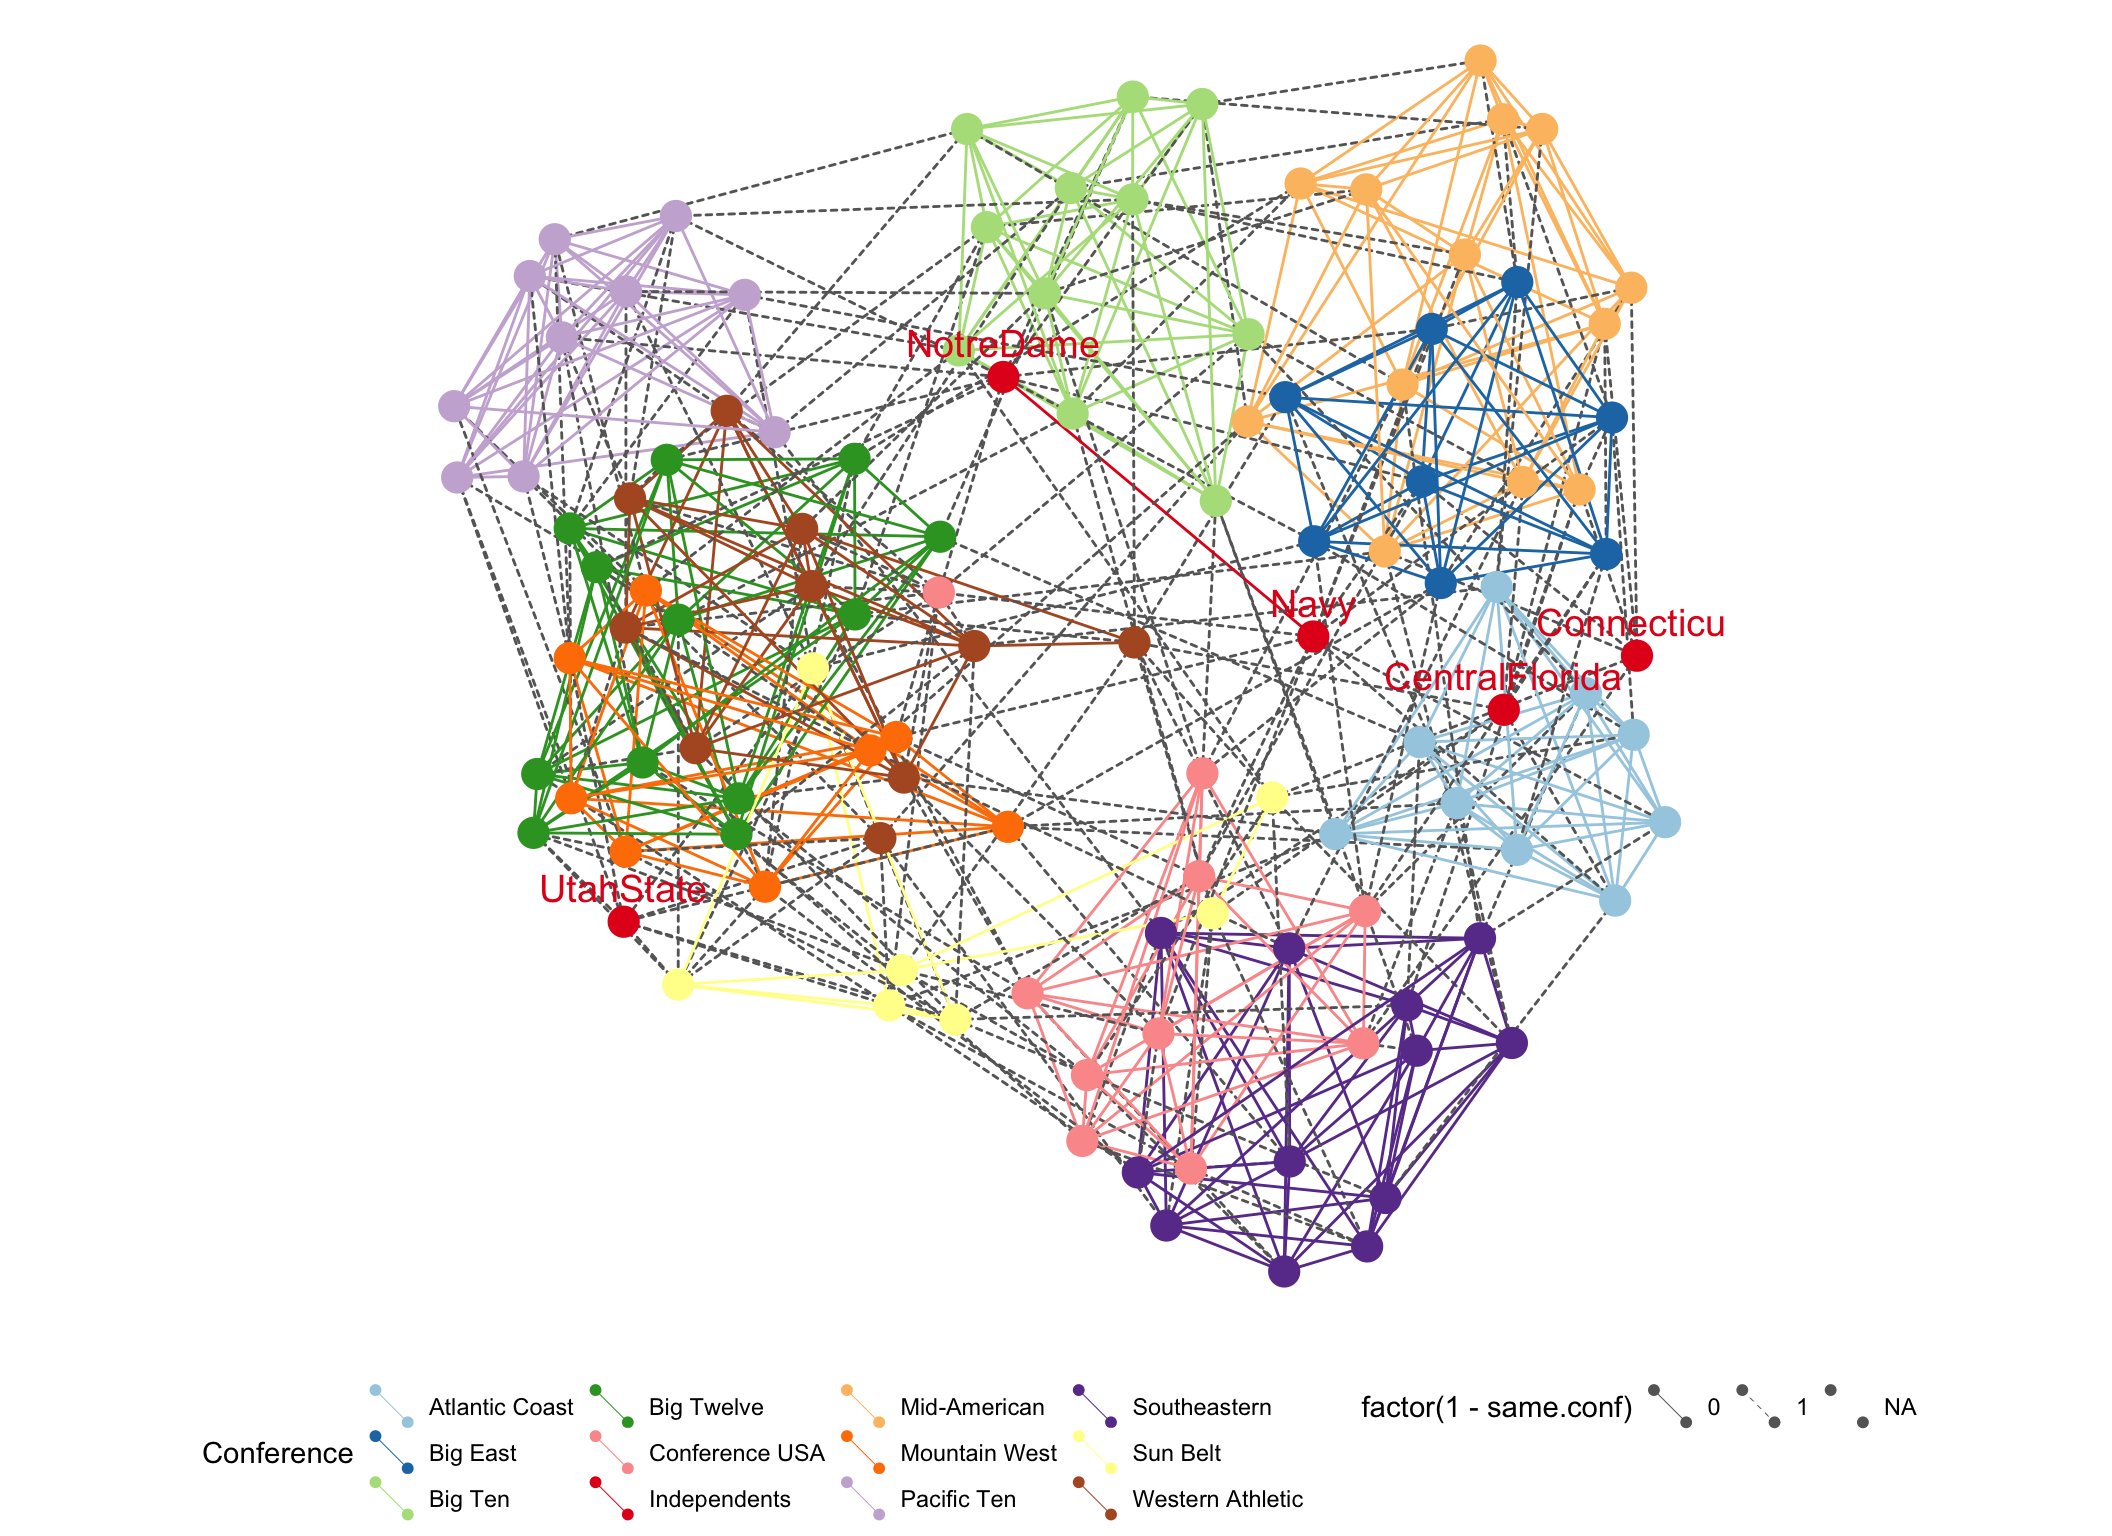 NotreDame
Navy
Connecticu
CentralFlorida
UtahState
Conference
Atlantic Coast
Big East
Big Ten
Big Twelve
Conference USA
Independents
Mid-American
Mountain West
Pacific Ten
Southeastern
Sun Belt
Western Athletic
factor(1 - same.conf)
0
1
NA